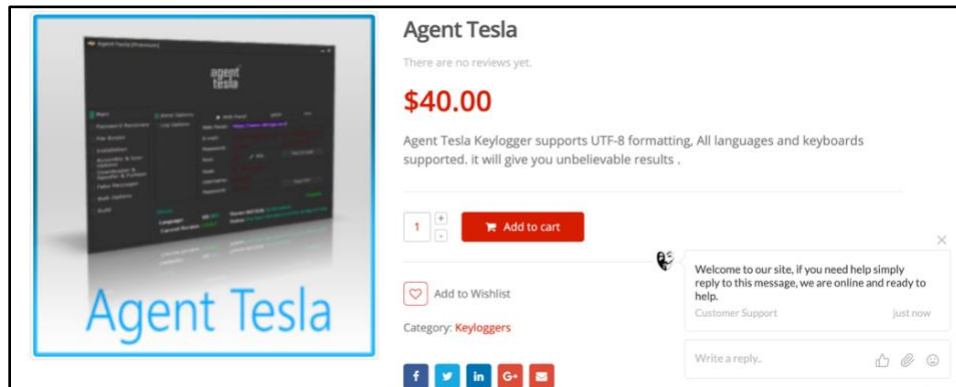 Agent Tesla
There are no reviews yet.
$40.00
Agent Tesla Keylogger supports UTF-8 formatting, All languages and keyboards
supported. it will give you unbelievable results .
1
+
-
Add to cart
Add to Wishlist
Category: Keyloggers
Welcome to our site, if you need help simply
reply to this message, we are online and ready to
help.
Customer Support
just now
Write a reply..
agent
tesla
Agent Tesla